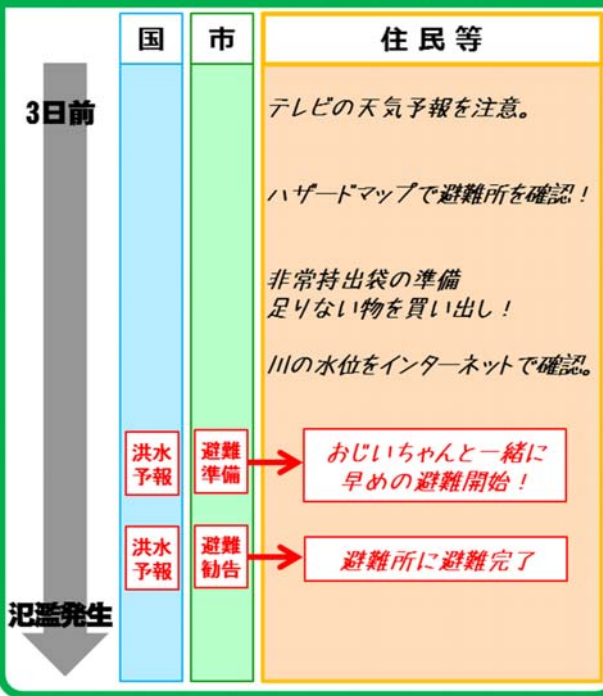 国
市
住民等
3日前
テレビの天気予報を注意。
ハザードマップで避難所を確認！
非常持出袋の準備
足りない物を買い出し！
川の水位をインターネットで確認。
洪水
予報
避難
準備
おじいちゃんと一緒に
早めの避難開始！
洪水
予報
避難
勧告
避難所に避難完了
氾濫発生